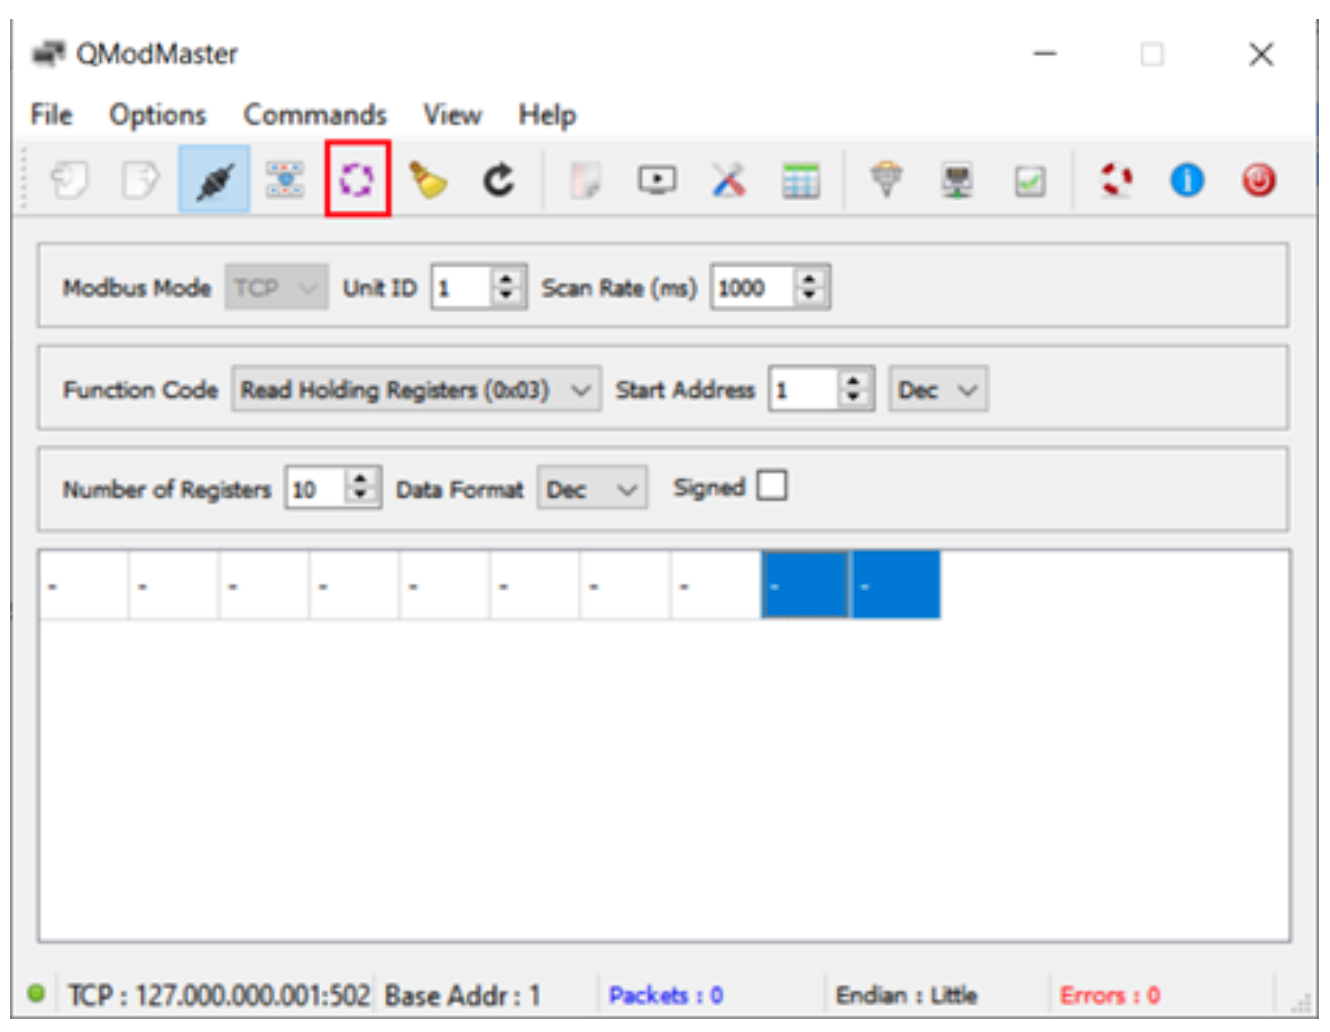 QModMaster
File Options Commands View Help
Modbus Mode TCP Unit ID 1 Scan Rate (ms) 1000
Function Code Read Holding Registers (0x03) Start Address 1 Dec
Number of Registers 10 Data Format Dec Signed
- - - - - - - - - -
TCP : 127.000.000.001:502 Base Addr : 1 Packets : 0 Endian : Little Errors : 0